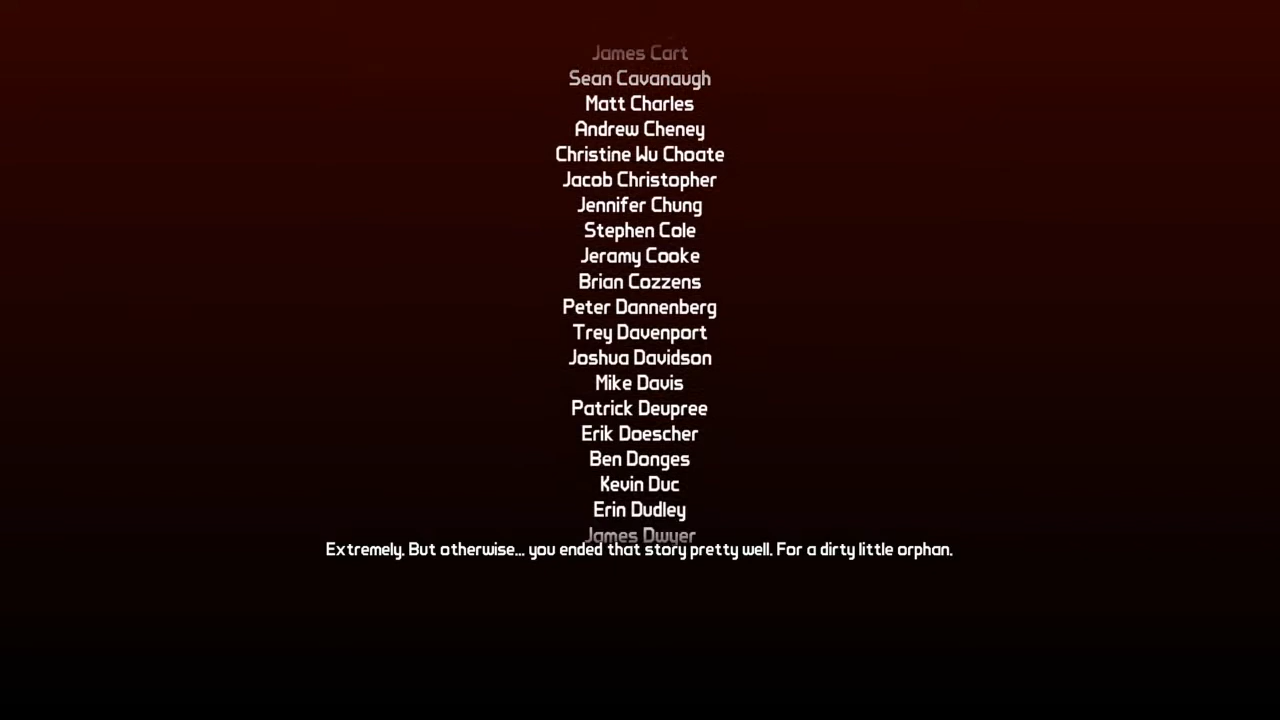 James Cart
Sean Cavanaugh
Matt Charles
Andrew Cheney
Christine Wu Choate
Jacob Christopher
Jennifer Chung
Stephen Cole
Jeramy Cooke
Brian Cozzens
Peter Dannenberg
Trey Davenport
Joshua Davidson
Mike Davis
Patrick Deupree
Erik Doescher
Ben Donges
Kevin Duc
Erin Dudley
James Dwyer
Extremely. But otherwise... you ended that story pretty well. For a dirty little orphan.